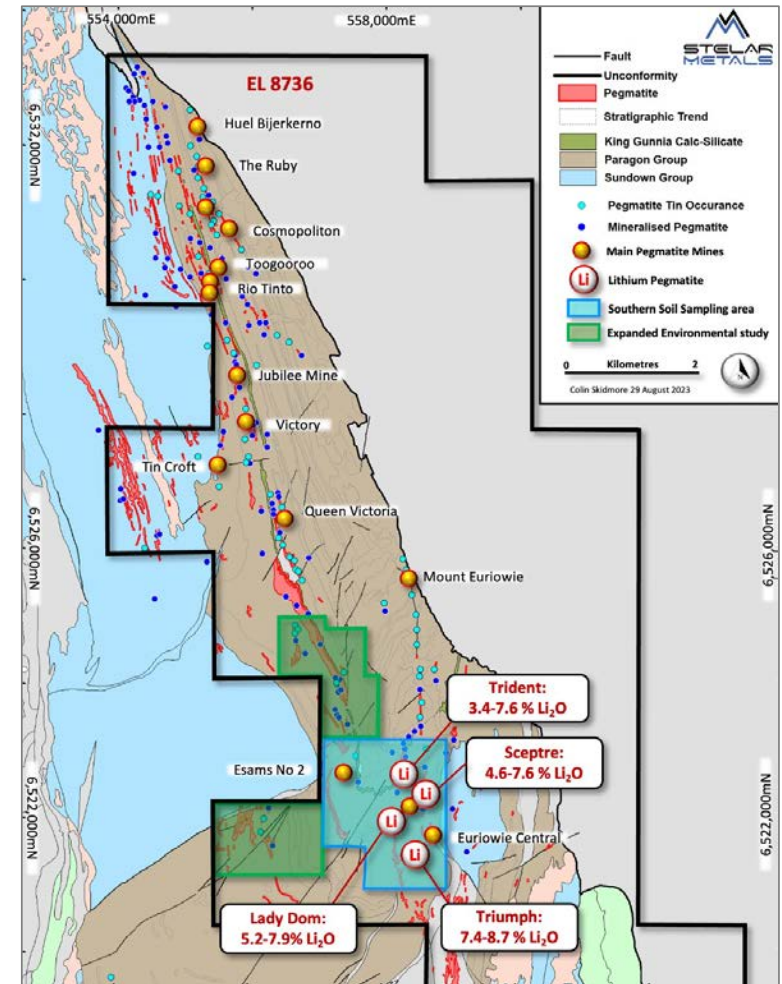 554,000mE
558,000mE
STELAR
METALS
EL 8736
Fault
Unconformity
Pegmatite
Stratigraphic Trend
King Gunnia Calc-Silicate
Paragon Group
Sundown Group
Pegmatite Tin Occurance
Mineralised Pegmatite
Main Pegmatite Mines
Li Lithium Pegmatite
Southern Soil Sampling area
Expanded Environmental study
0 Kilometres 2
N
Colin Skidmore 29 August 2023
6,532,000mN
Huel Bijerkerno
The Ruby
Cosmopoliton
Toogooroo
Rio Tinto
Jubilee Mine
Victory
Tin Croft
Queen Victoria
6,526,000mN
6,526,000mN
Mount Euriowie
Trident:
3.4-7.6 % Li₂O
Sceptre:
4.6-7.6 % Li₂O
Esams No 2
Li
Li
Li
Li
Euriowie Central
6,522,000mN
6,522,000mN
Lady Dom:
5.2-7.9% Li₂O
Triumph:
7.4-8.7 % Li₂O